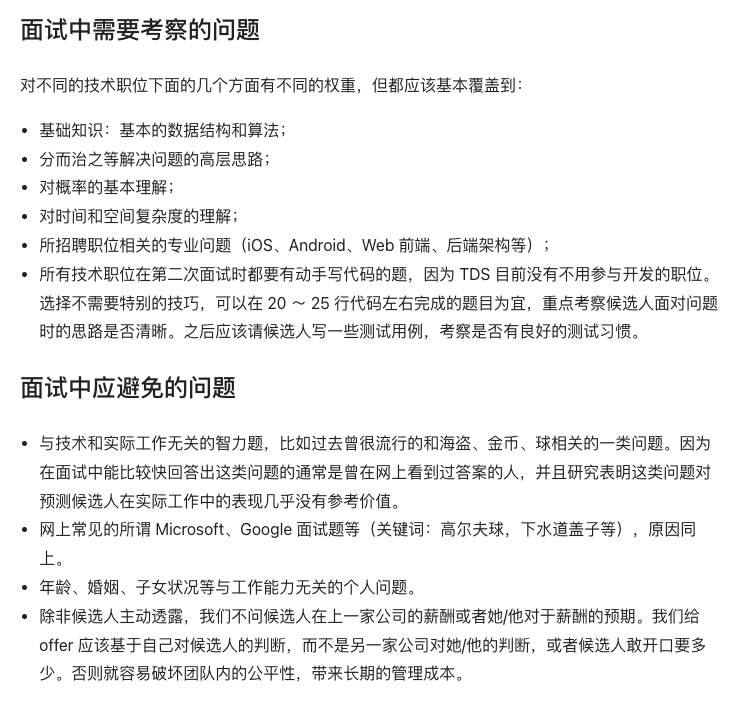 面试中需要考察的问题
对不同的技术职位下面的几个方面有不同的权重，但都应该基本覆盖到：
• 基础知识：基本的数据结构和算法；
• 分而治之等解决问题的高层思路；
• 对概率的基本理解；
• 对时间和空间复杂度的理解；
• 所招聘职位相关的专业问题（iOS、Android、Web 前端、后端架构等）；
• 所有技术职位在第二次面试时都要有动手写代码的题，因为 TDS 目前没有不用参与开发的职位。
选择不需要特别的技巧，可以在 20 ～ 25 行代码左右完成的题目为宜，重点考察候选人面对问题
时的思路是否清晰。之后应该请候选人写一些测试用例，考察是否有良好的测试习惯。
面试中应避免的问题
• 与技术和实际工作无关的智力题，比如过去曾很流行的和海盗、金币、球相关的一类问题。因为
在面试中能比较快回答出这类问题的通常是曾在网上看到过答案的人，并且研究表明这类问题对
预测候选人在实际工作中的表现几乎没有参考价值。
• 网上常见的所谓 Microsoft、Google 面试题等（关键词：高尔夫球，下水道盖子等），原因同
上。
• 年龄、婚姻、子女状况等与工作能力无关的个人问题。
• 除非候选人主动透露，我们不问候选人在上一家公司的薪酬或者她/他对于薪酬的预期。我们给
offer 应该基于自己对候选人的判断，而不是另一家公司对她/他的判断，或者候选人敢开口要多
少。否则就容易破坏团队内的公平性，带来长期的管理成本。